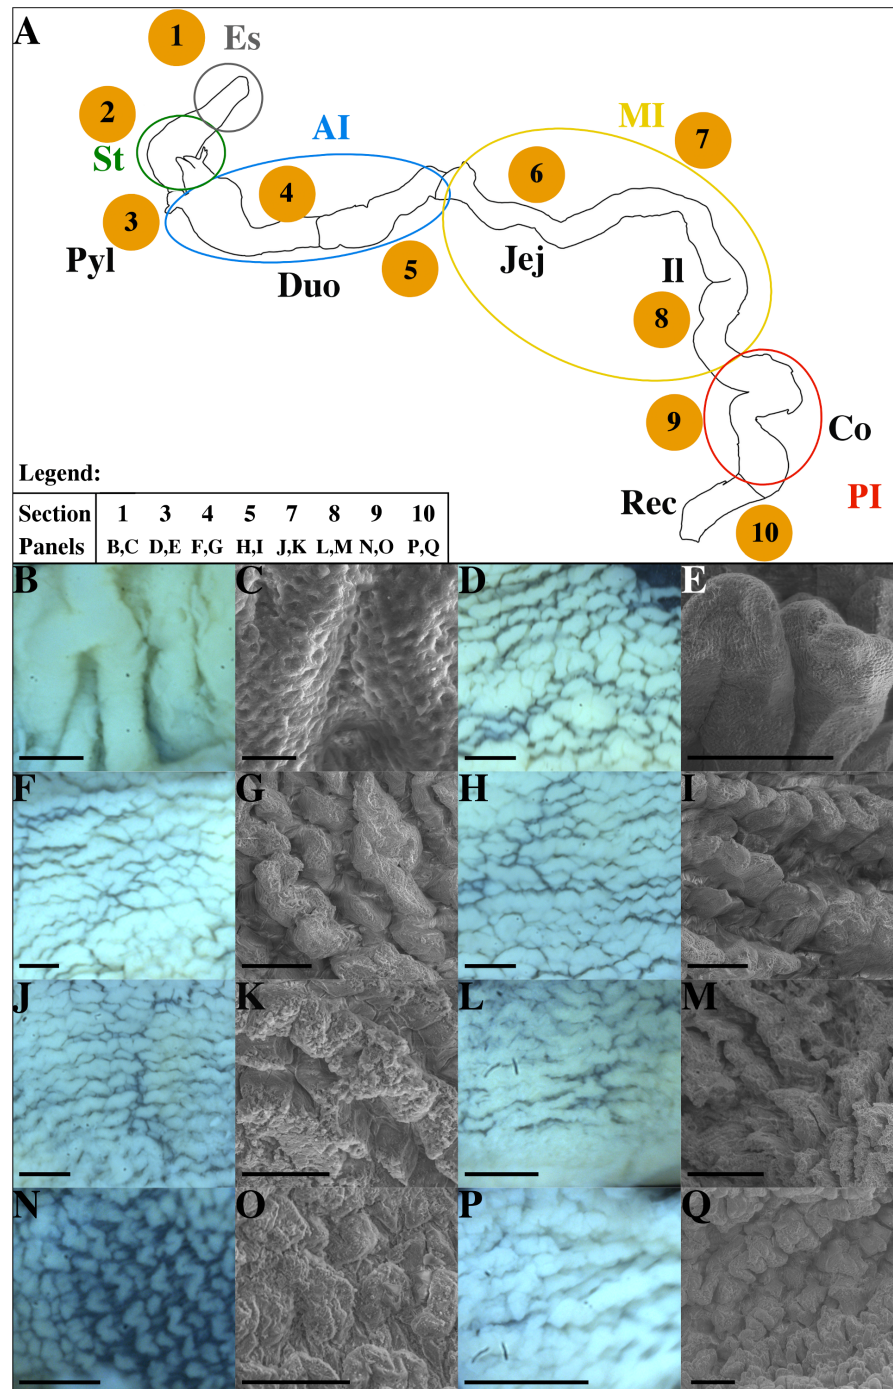 A
1
Es
2
St
AI
MI
7
4
6
3
Pyl
Duo
5
Jej
Il
8
9
Co
Rec
PI
10
Legend:
Section 1 3 4 5 7 8 9 10
Panels B,C D,E F,G H,I J,K L,M N,O P,Q
B C D E
F G H I
J K L M
N O P Q